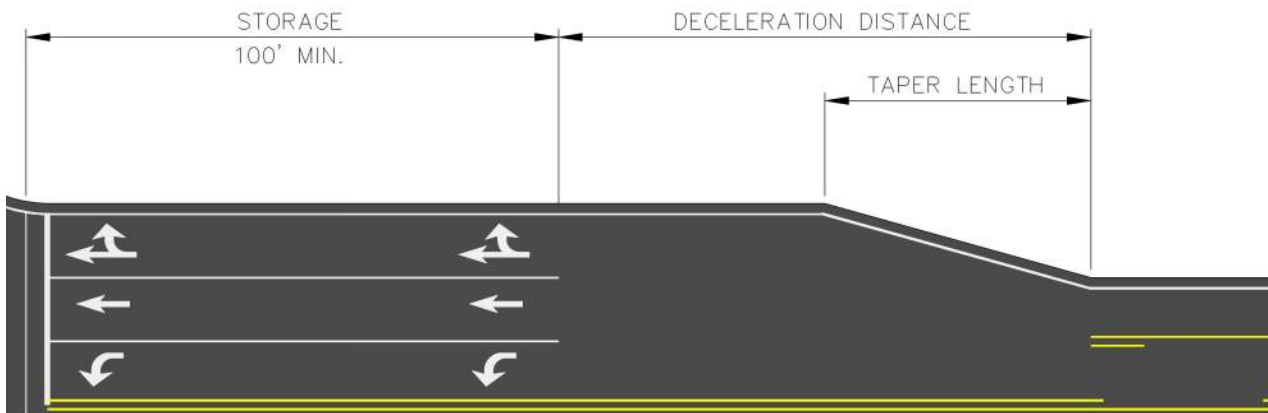 STORAGE
100' MIN.
DECELERATION DISTANCE
TAPER LENGTH